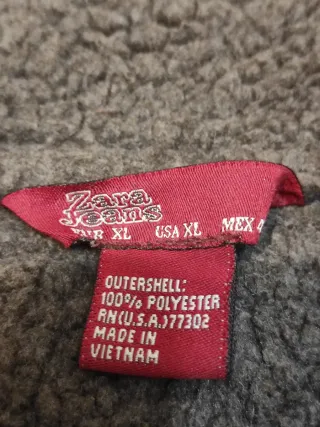 Zara
Jeans
EUR XL USA XL MEX 4
OUTERSHELL:
100% POLYESTER
RN(U.S.A.)77302
MADE IN
VIETNAM